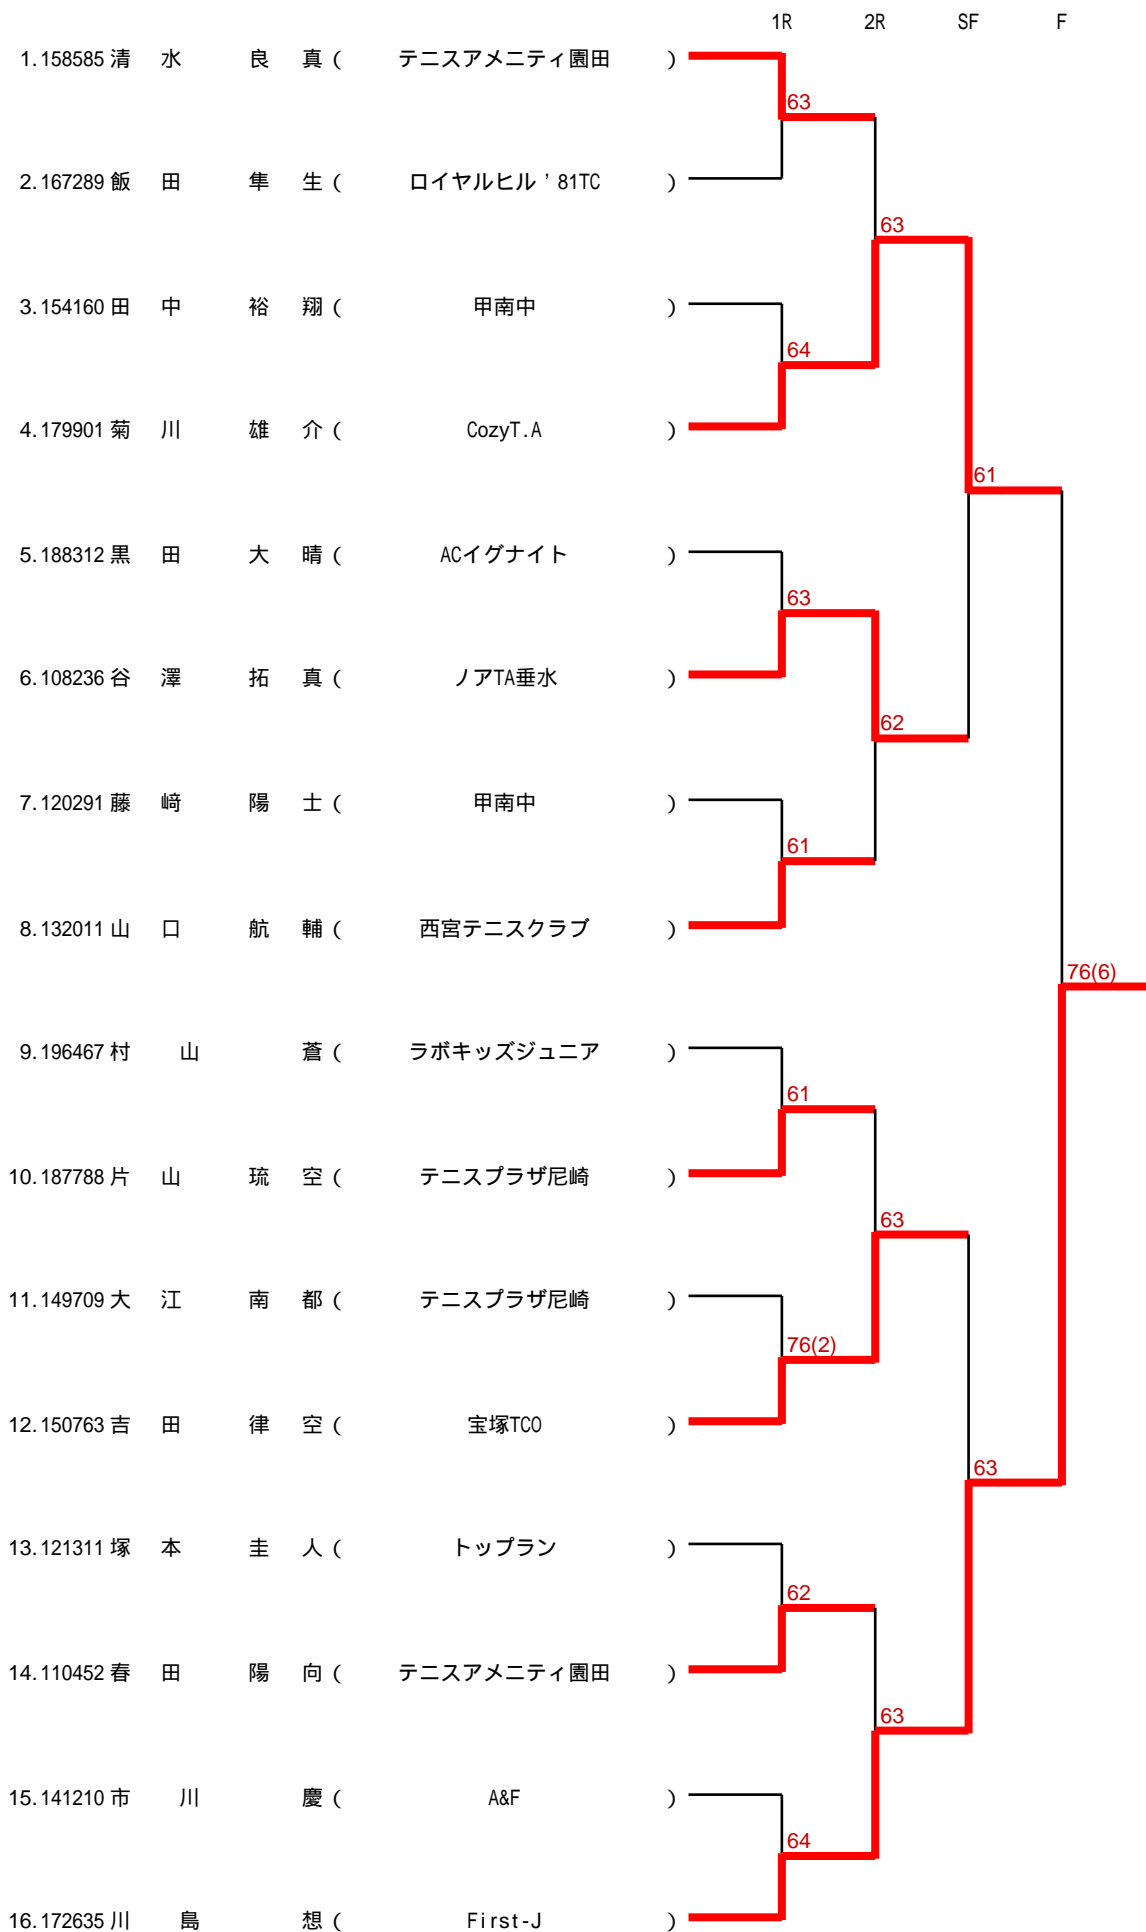 1R 2R SF F
1.158585 清 水 良 真 ( テニスアメニティ園田 )
63
2.167289 飯 田 隼 生 ( ロイヤルヒル'81TC )
63
3.154160 田 中 裕 翔 ( 甲南中 )
64
4.179901 菊 川 雄 介 ( CozyT.A )
61
5.188312 黒 田 大 晴 ( ACイグナイト )
63
6.108236 谷 澤 拓 真 ( ノアTA垂水 )
62
7.120291 藤 﨑 陽 士 ( 甲南中 )
61
8.132011 山 口 航 輔 ( 西宮テニスクラブ )
76(6)
9.196467 村 山 蒼 ( ラボキッズジュニア )
61
10.187788 片 山 琉 空 ( テニスプラザ尼崎 )
63
11.149709 大 江 南 都 ( テニスプラザ尼崎 )
76(2)
12.150763 吉 田 律 空 ( 宝塚TCO )
63
13.121311 塚 本 圭 人 ( トップラン )
62
14.110452 春 田 陽 向 ( テニスアメニティ園田 )
63
15.141210 市 川 慶 ( A&F )
64
16.172635 川 島 想 ( First-J )